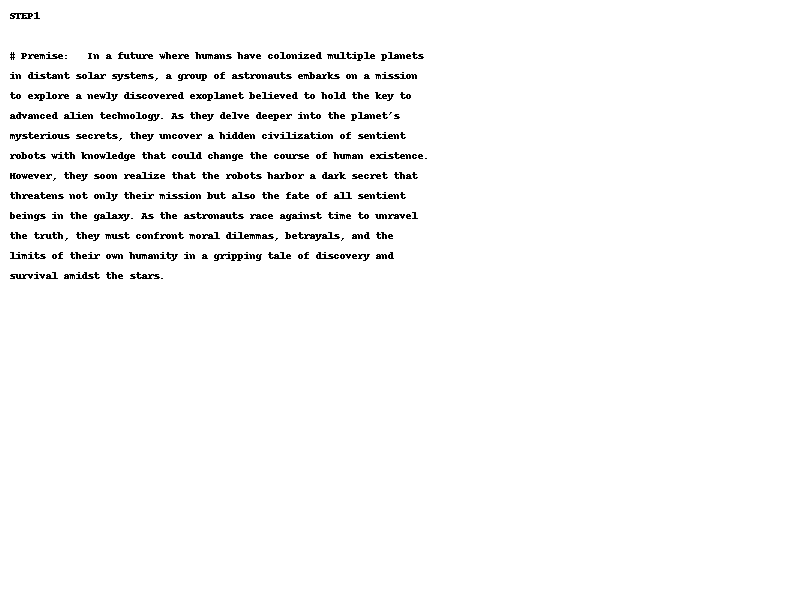 STEP1
# Premise:   In a future where humans have colonized multiple planets
in distant solar systems, a group of astronauts embarks on a mission
to explore a newly discovered exoplanet believed to hold the key to
advanced alien technology. As they delve deeper into the planet's
mysterious secrets, they uncover a hidden civilization of sentient
robots with knowledge that could change the course of human existence.
However, they soon realize that the robots harbor a dark secret that
threatens not only their mission but also the fate of all sentient
beings in the galaxy. As the astronauts race against time to unravel
the truth, they must confront moral dilemmas, betrayals, and the
limits of their own humanity in a gripping tale of discovery and
survival amidst the stars.